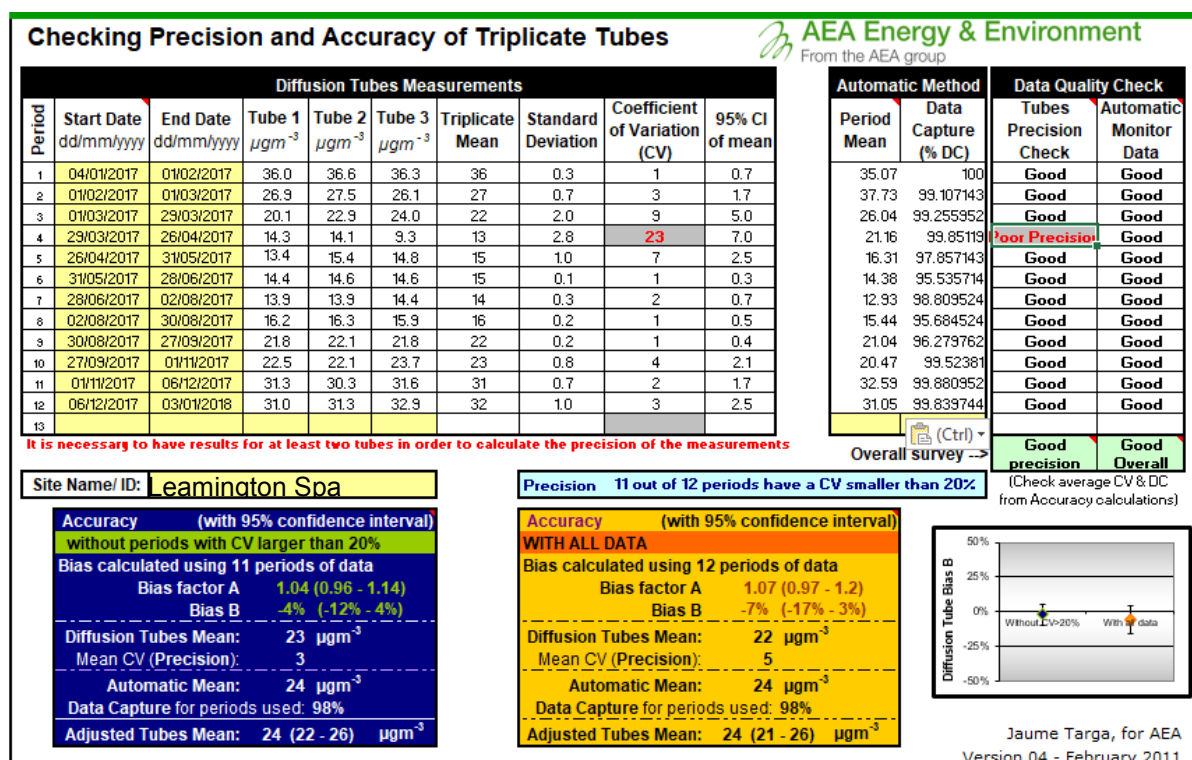 Checking Precision and Accuracy of Triplicate Tubes
AEA Energy & Environment
From the AEA group
Diffusion Tubes Measurements
Automatic Method
Data Quality Check
Period | Start Date dd/mm/yyyy | End Date dd/mm/yyyy | Tube 1 µgm-3 | Tube 2 µgm-3 | Tube 3 µgm-3 | Triplicate Mean | Standard Deviation | Coefficient of Variation (CV) | 95% CI of mean | Period Mean | Data Capture (% DC) | Tubes Precision Check | Automatic Monitor Data
1 04/01/2017 01/02/2017 36.0 36.6 36.3 36 0.3 1 0.7 35.07 100 Good Good
2 01/02/2017 01/03/2017 26.9 27.5 26.1 27 0.7 3 1.7 37.73 99.107143 Good Good
3 01/03/2017 29/03/2017 20.1 22.9 24.0 22 2.0 9 5.0 26.04 99.255952 Good Good
4 29/03/2017 26/04/2017 14.3 14.1 9.3 13 2.8 23 7.0 21.16 99.85119 Poor Precision Good
5 26/04/2017 31/05/2017 13.4 15.4 14.8 15 1.0 7 2.5 16.31 97.857143 Good Good
6 31/05/2017 28/06/2017 14.4 14.6 14.6 15 0.1 1 0.3 14.38 95.535714 Good Good
7 28/06/2017 02/08/2017 13.9 13.9 14.4 14 0.3 2 0.7 12.93 98.809524 Good Good
8 02/08/2017 30/08/2017 16.2 16.3 15.9 16 0.2 1 0.5 15.44 95.684524 Good Good
9 30/08/2017 27/09/2017 21.8 22.1 21.8 22 0.2 1 0.4 21.04 96.279762 Good Good
10 27/09/2017 01/11/2017 22.5 22.1 23.7 23 0.8 4 2.1 20.47 99.52381 Good Good
11 01/11/2017 06/12/2017 31.3 30.3 31.6 31 0.7 2 1.7 32.59 99.880952 Good Good
12 06/12/2017 03/01/2018 31.0 31.3 32.9 32 1.0 3 2.5 31.05 99.839744 Good Good
13
It is necessary to have results for at least two tubes in order to calculate the precision of the measurements
(Ctrl)
Overall survey --> Good precision Good Overall
(Check average CV & DC
from Accuracy calculations)
Site Name/ ID: Leamington Spa
Precision 11 out of 12 periods have a CV smaller than 20%
Accuracy (with 95% confidence interval)
without periods with CV larger than 20%
Bias calculated using 11 periods of data
Bias factor A 1.04 (0.96 - 1.14)
Bias B -4% (-12% - 4%)
Diffusion Tubes Mean: 23 µgm-3
Mean CV (Precision): 3
Automatic Mean: 24 µgm-3
Data Capture for periods used: 98%
Adjusted Tubes Mean: 24 (22 - 26) µgm-3
Accuracy (with 95% confidence interval)
WITH ALL DATA
Bias calculated using 12 periods of data
Bias factor A 1.07 (0.97 - 1.2)
Bias B -7% (-17% - 3%)
Diffusion Tubes Mean: 22 µgm-3
Mean CV (Precision): 5
Automatic Mean: 24 µgm-3
Data Capture for periods used: 98%
Adjusted Tubes Mean: 24 (21 - 26) µgm-3
Diffusion Tube Bias B
50%
25%
0%
-25%
-50%
Without CV>20%
With all data
Jaume Targa, for AEA
Version 04 - February 2011